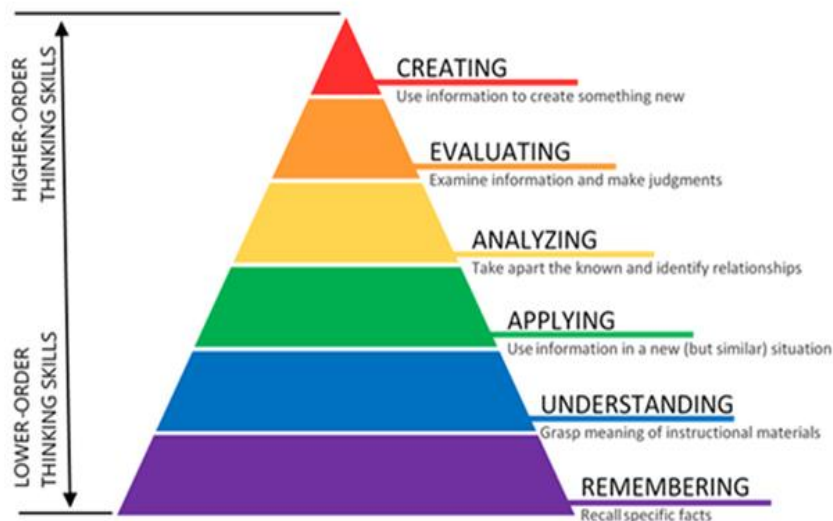 HIGHER-ORDER
THINKING SKILLS
CREATING
Use information to create something new
EVALUATING
Examine information and make judgments
ANALYZING
Take apart the known and identify relationships
APPLYING
Use information in a new (but similar) situation
LOWER-ORDER
THINKING SKILLS
UNDERSTANDING
Grasp meaning of instructional materials
REMEMBERING
Recall specific facts